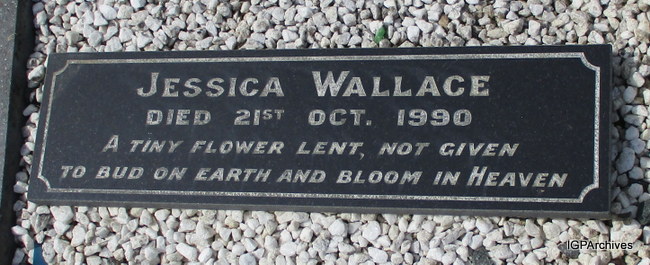 JESSICA WALLACE
DIED 21ST OCT. 1990
A TINY FLOWER LENT, NOT GIVEN
TO BUD ON EARTH AND BLOOM IN HEAVEN
IGPArchives